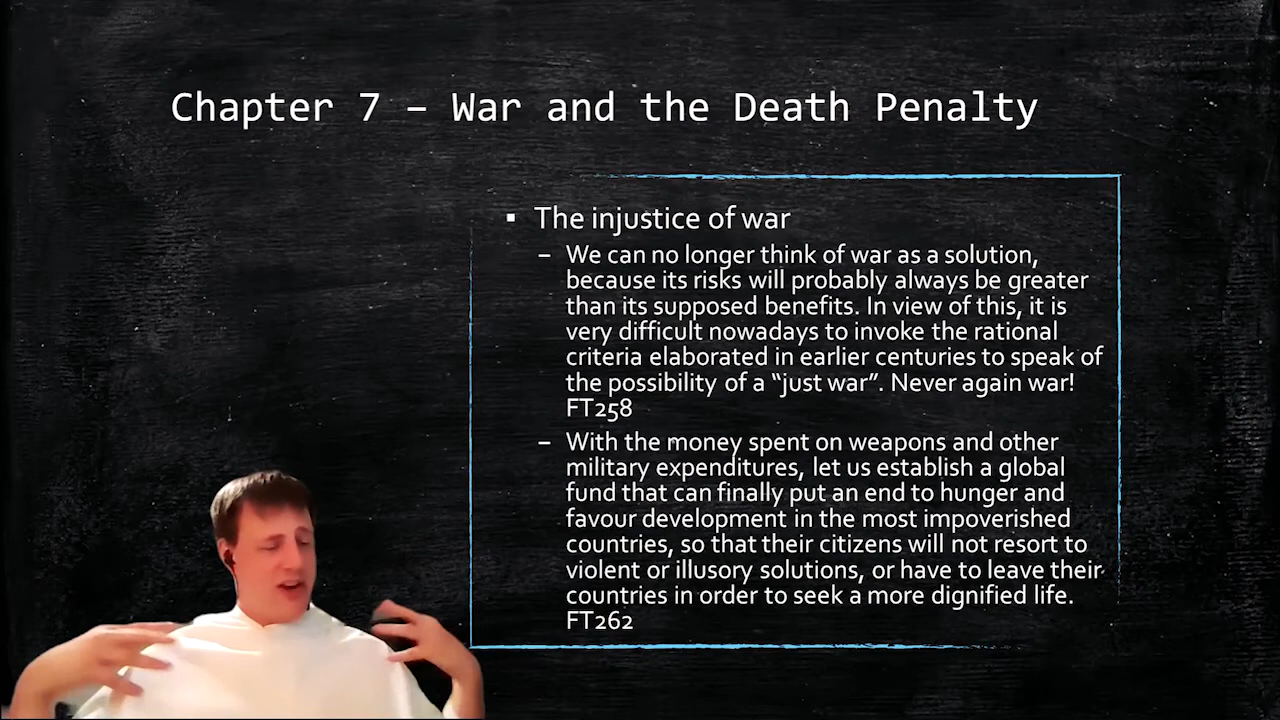 Chapter 7 – War and the Death Penalty
▪ The injustice of war
– We can no longer think of war as a solution,
because its risks will probably always be greater
than its supposed benefits. In view of this, it is
very difficult nowadays to invoke the rational
criteria elaborated in earlier centuries to speak of
the possibility of a “just war”. Never again war!
FT258
– With the money spent on weapons and other
military expenditures, let us establish a global
fund that can finally put an end to hunger and
favour development in the most impoverished
countries, so that their citizens will not resort to
violent or illusory solutions, or have to leave their
countries in order to seek a more dignified life.
FT262